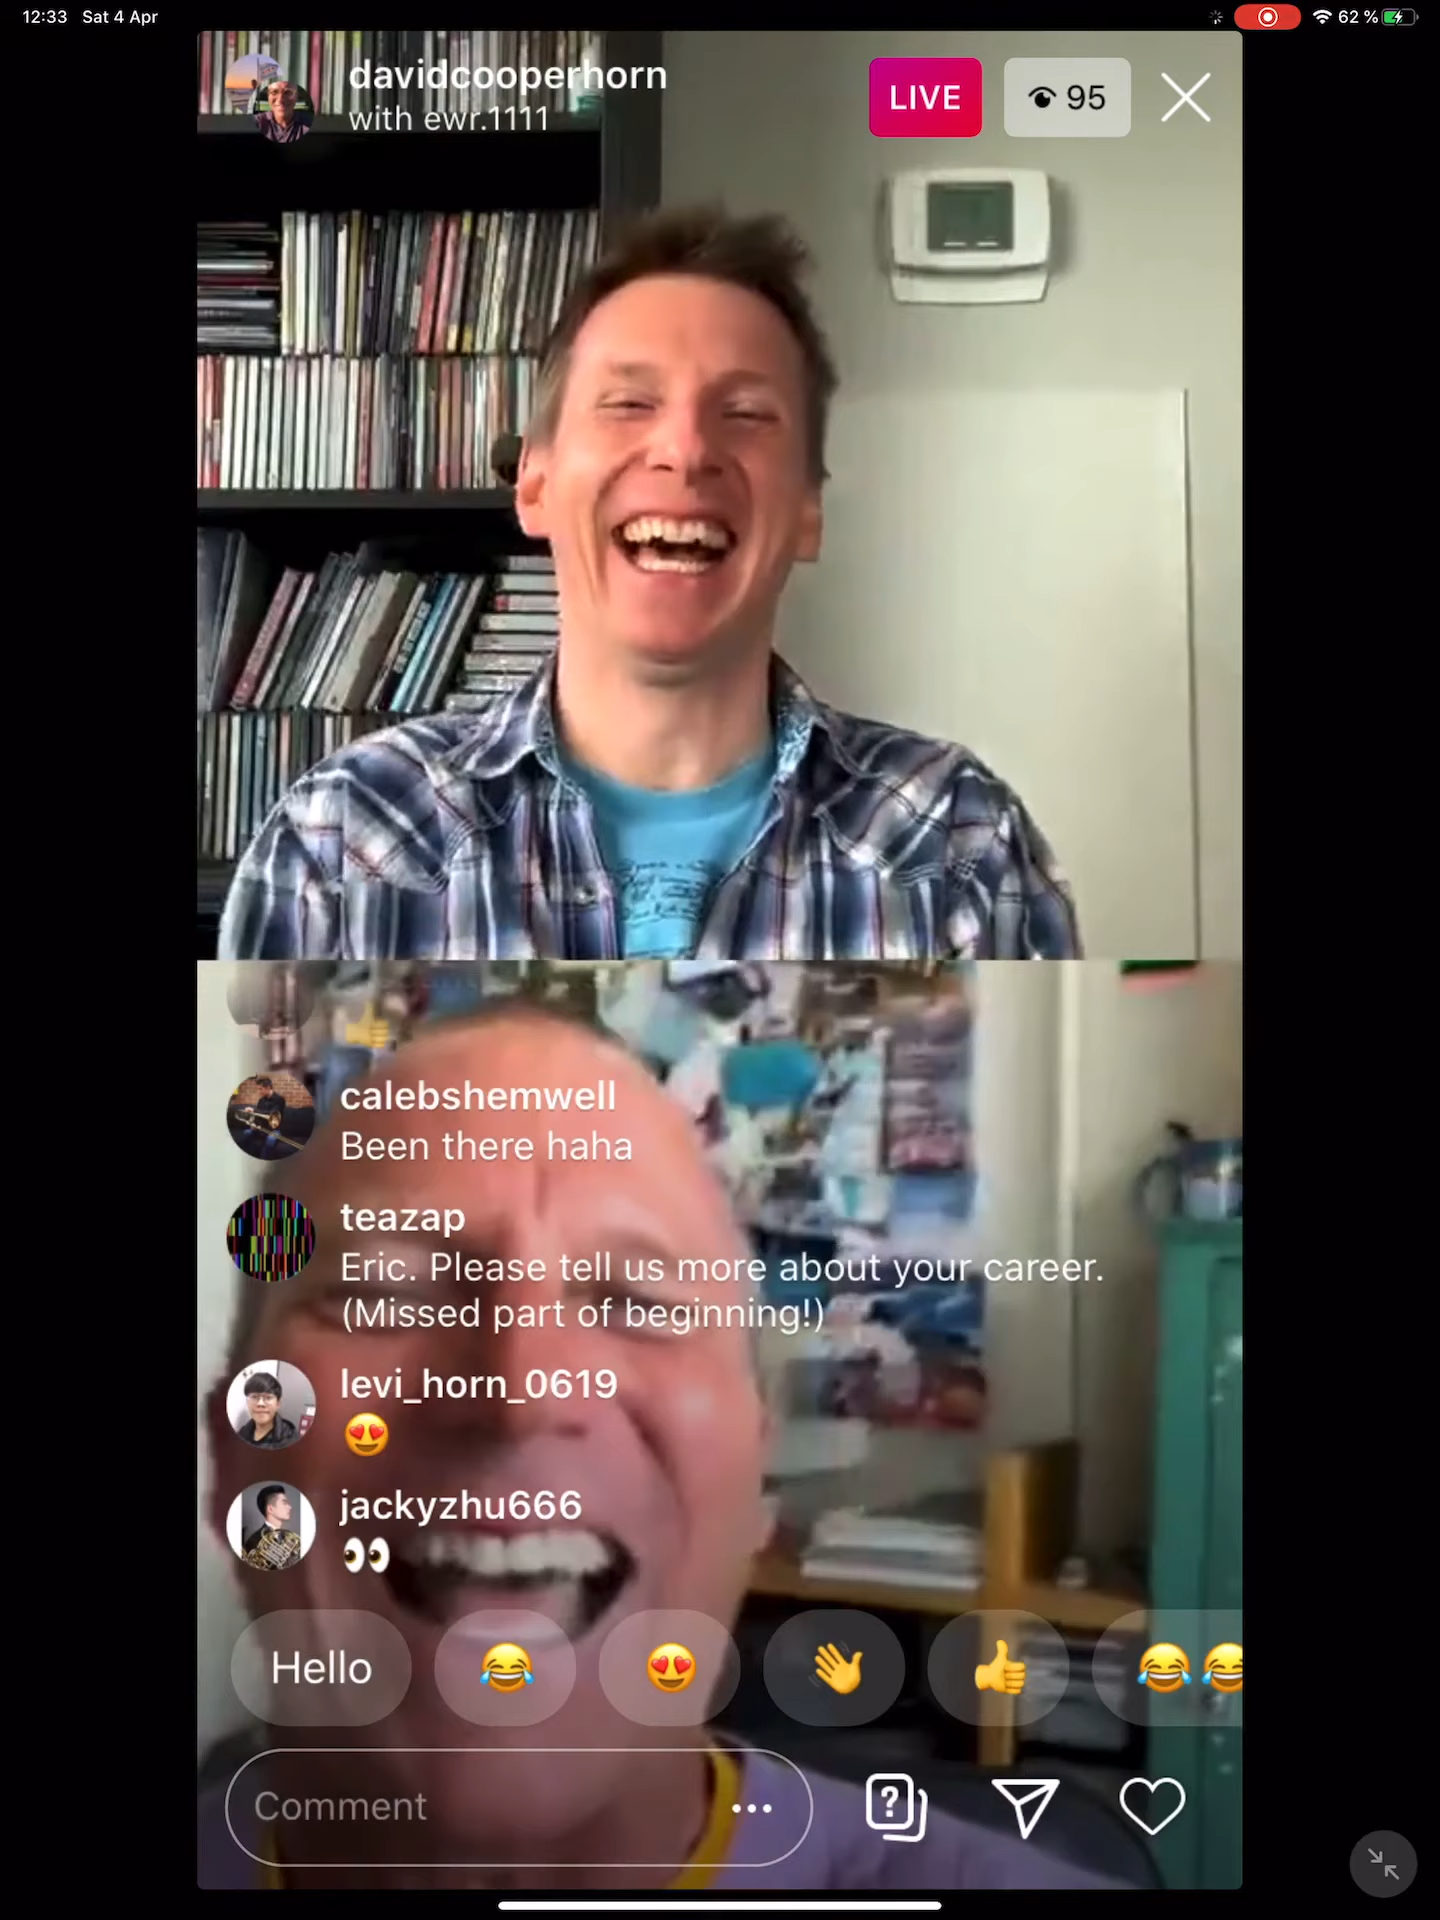 12:33 Sat 4 Apr
62 %
davidcooperhorn
with ewr.1111
LIVE
95
calebshemwell
Been there haha
teazap
Eric. Please tell us more about your career.
(Missed part of beginning!)
levi_horn_0619
😍
jackyzhu666
👀
Hello 😂 😍 👋 👍 😂😂
Comment